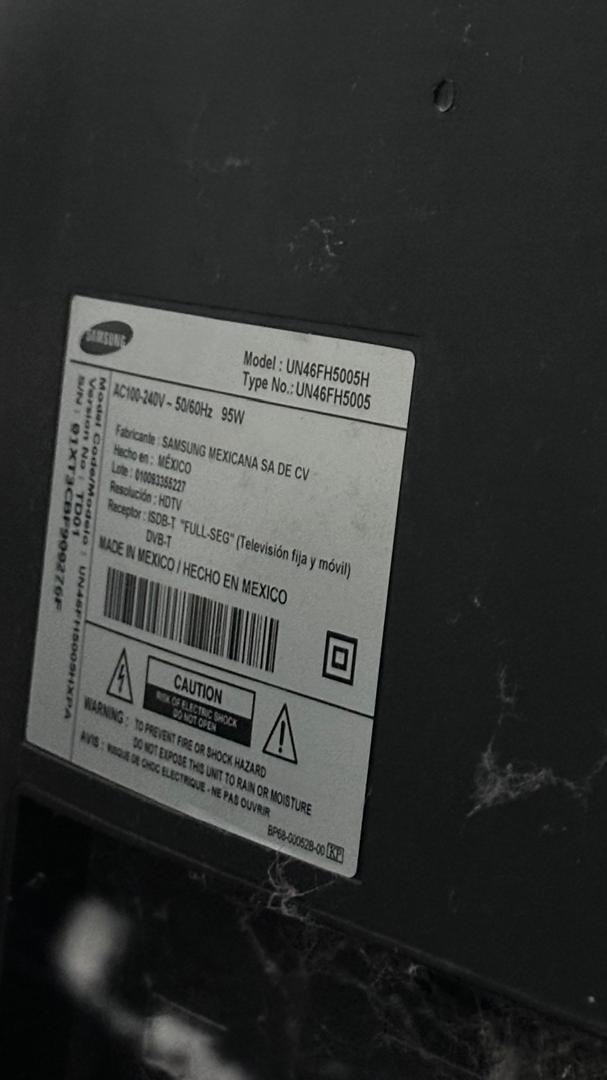 SAMSUNG
Model : UN46FH5005H
Type No.: UN46FH5005
AC100-240V ~ 50/60Hz 95W
Fabricante : SAMSUNG MEXICANA SA DE CV
Hecho en : MÉXICO
Lote : 010093355227
Resolución : HDTV
Receptor : ISDB-T "FULL-SEG" (Televisión fija y móvil)
DVB-T
MADE IN MEXICO / HECHO EN MEXICO
CAUTION
RISK OF ELECTRIC SHOCK
DO NOT OPEN
WARNING : TO PREVENT FIRE OR SHOCK HAZARD
DO NOT EXPOSE THIS UNIT TO RAIN OR MOISTURE
AVIS : RISQUE DE CHOC ELECTRIQUE - NE PAS OUVRIR
BP68-00052B-00 KP
Model Code/Modelo : UN46FH5005HXPA
Version No : TD01
S/N :